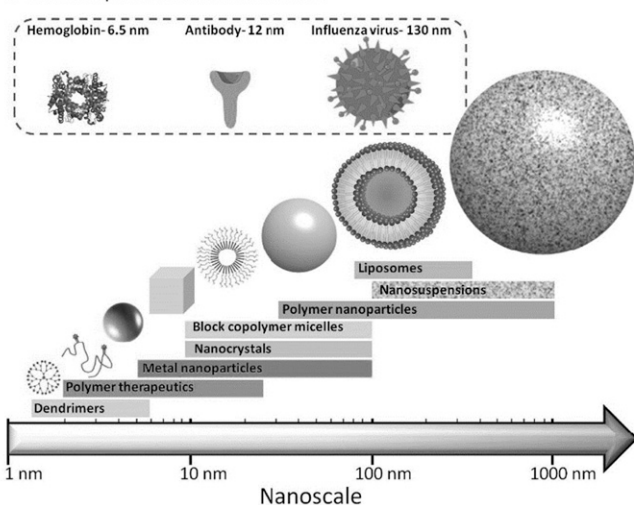 Hemoglobin- 6.5 nm Antibody- 12 nm Influenza virus- 130 nm
Liposomes
Nanosuspensions
Polymer nanoparticles
Block copolymer micelles
Nanocrystals
Metal nanoparticles
Polymer therapeutics
Dendrimers
1 nm 10 nm 100 nm 1000 nm
Nanoscale